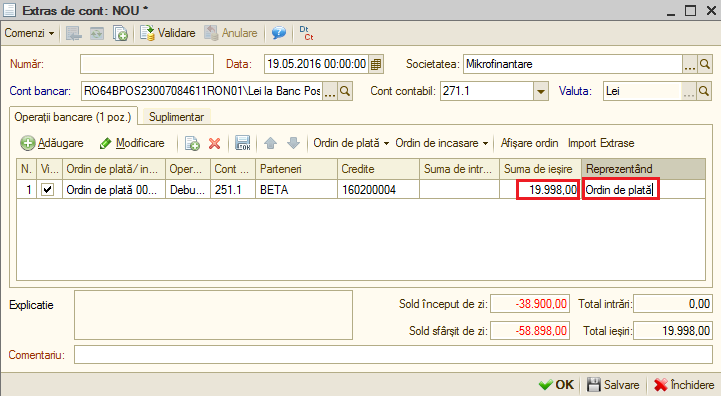 Extras de cont: NOU *
Comenzi Validare Anulare Dt Ct
Număr: Data: 19.05.2016 00:00:00 Societatea: Mikrofinantare ...
Cont bancar: RO64BPOS23007084611RON01\Lei la Banc Pos ... Cont contabil: 271.1 Valuta: Lei ...
Operații bancare (1 poz.) Suplimentar
Adăugare Modificare Ordin de plată Ordin de incasare Afișare ordin Import Extrase
N. Vi... Ordin de plată/ in... Oper... Cont ... Parteneri Credite Suma de intr... Suma de ieșire Reprezentând
1 Ordin de plată 00... Debu... 251.1 BETA 160200004 19.998,00 Ordin de plată
Explicatie Sold început de zi: -38.900,00 Total intrări: 0,00
Sold sfârșit de zi: -58.898,00 Total ieșiri: 19.998,00
Comentariu:
OK Salvare Închidere